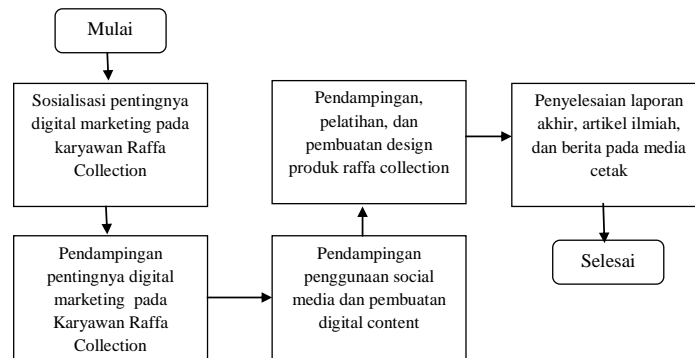 Mulai
Sosialisasi pentingnya
digital marketing pada
karyawan Raffa
Collection
Pendampingan
pentingnya digital
marketing pada
Karyawan Raffa
Collection
Pendampingan
penggunaan social
media dan pembuatan
digital content
Pendampingan,
pelatihan, dan
pembuatan design
produk raffa collection
Penyelesaian laporan
akhir, artikel ilmiah,
dan berita pada media
cetak
Selesai